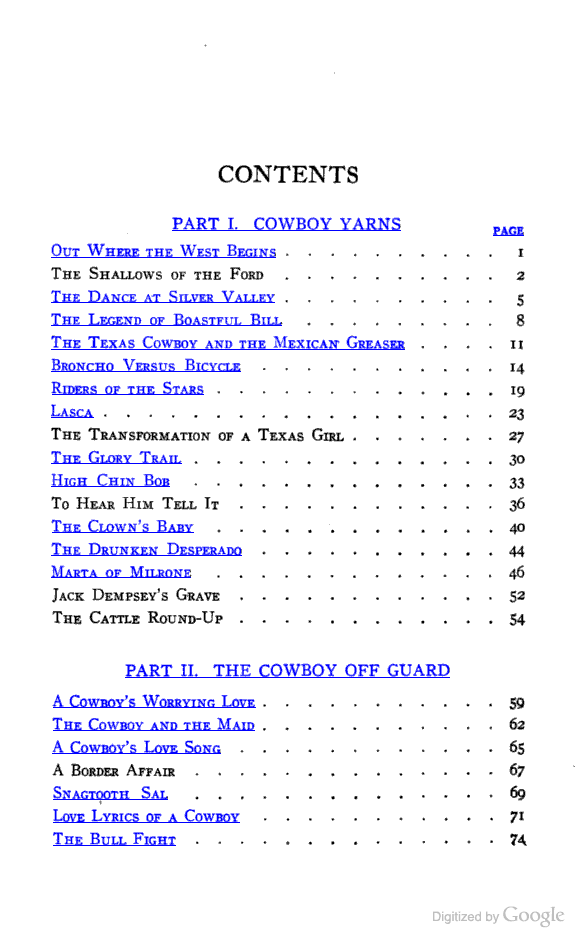 CONTENTS
PART I. COWBOY YARNS
PAGE
Out Where the West Begins . . . . . . . . . . 1
The Shallows of the Ford . . . . . . . . . . 2
The Dance at Silver Valley . . . . . . . . . . 5
The Legend of Boastful Bill . . . . . . . . . 8
The Texas Cowboy and the Mexican Greaser . . . . 11
Broncho Versus Bicycle . . . . . . . . . . . 14
Riders of the Stars . . . . . . . . . . . . . 19
Lasca . . . . . . . . . . . . . . . . . . 23
The Transformation of a Texas Girl . . . . . . . 27
The Glory Trail . . . . . . . . . . . . . . 30
High Chin Bob . . . . . . . . . . . . . . 33
To Hear Him Tell It . . . . . . . . . . . . 36
The Clown's Baby . . . . . . . . . . . . . 40
The Drunken Desperado . . . . . . . . . . . 44
Marta of Milrone . . . . . . . . . . . . . 46
Jack Dempsey's Grave . . . . . . . . . . . . 52
The Cattle Round-Up . . . . . . . . . . . . 54
PART II. THE COWBOY OFF GUARD
A Cowboy's Worrying Love . . . . . . . . . . . 59
The Cowboy and the Maid . . . . . . . . . . . 62
A Cowboy's Love Song . . . . . . . . . . . . 65
A Border Affair . . . . . . . . . . . . . . 67
Snagtooth Sal . . . . . . . . . . . . . . 69
Love Lyrics of a Cowboy . . . . . . . . . . . 71
The Bull Fight . . . . . . . . . . . . . . 74
Digitized by Google